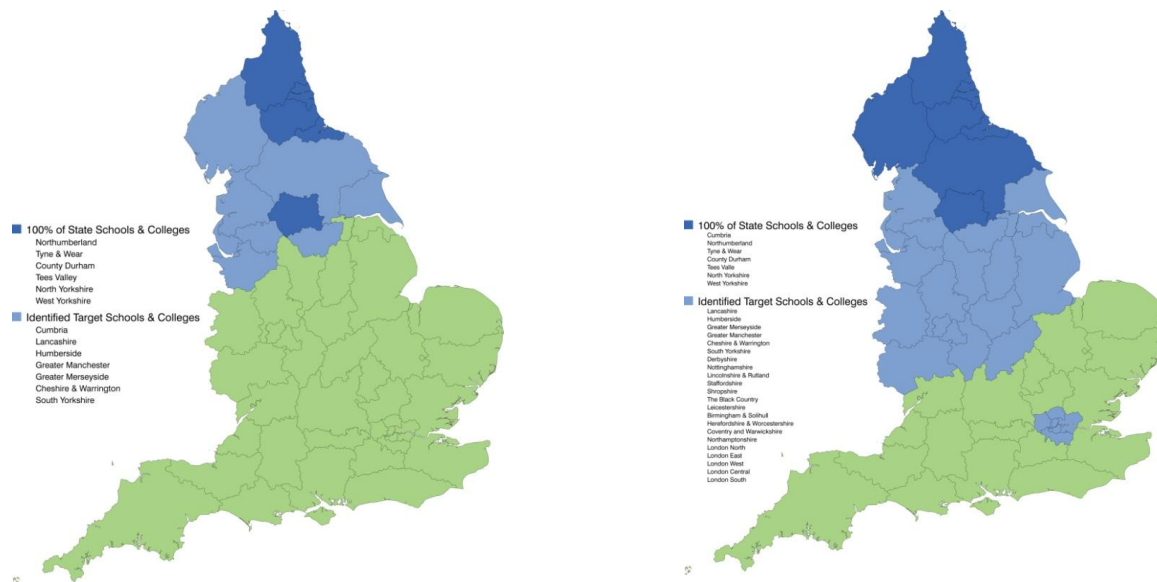 100% of State Schools & Colleges
Northumberland
Tyne & Wear
County Durham
Tees Valley
North Yorkshire
West Yorkshire
Identified Target Schools & Colleges
Cumbria
Lancashire
Humberside
Greater Manchester
Greater Merseyside
Cheshire & Warrington
South Yorkshire
100% of State Schools & Colleges
Cumbria
Northumberland
Tyne & Wear
County Durham
Tees Valle
North Yorkshire
West Yorkshire
Identified Target Schools & Colleges
Lancashire
Humberside
Greater Merseyside
Greater Manchester
Cheshire & Warrington
South Yorkshire
Derbyshire
Nottinghamshire
Lincolnshire & Rutland
Staffordshire
Shropshire
The Black Country
Leicestershire
Birmingham & Solihull
Herefordshire & Worcestershire
Coventry and Warwickshire
Northamptonshire
London North
London East
London West
London Central
London South